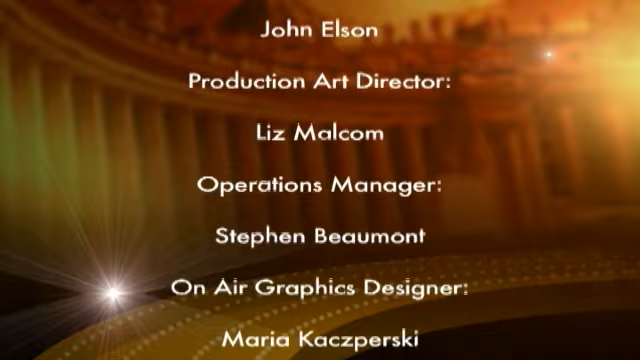 John Elson
Production Art Director:
Liz Malcom
Operations Manager:
Stephen Beaumont
On Air Graphics Designer:
Maria Kaczperski